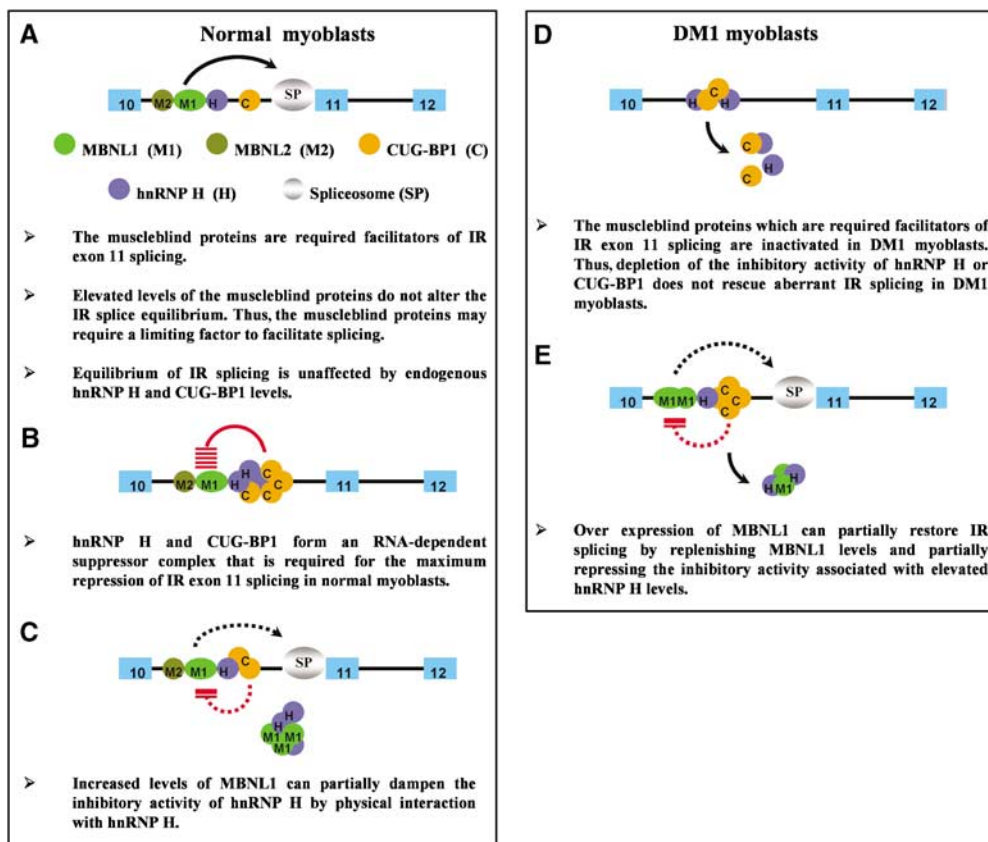 A
Normal myoblasts
SP
M2 M1 H C
10 11 12
MBNL1 (M1) MBNL2 (M2) CUG-BP1 (C)
hnRNP H (H) Spliceosome (SP)
➢ The muscleblind proteins are required facilitators of IR
exon 11 splicing.
➢ Elevated levels of the muscleblind proteins do not alter the
IR splice equilibrium. Thus, the muscleblind proteins may
require a limiting factor to facilitate splicing.
➢ Equilibrium of IR splicing is unaffected by endogenous
hnRNP H and CUG-BP1 levels.
B
H C
M2 M1 H C
C C
10 11 12
➢ hnRNP H and CUG-BP1 form an RNA-dependent
suppressor complex that is required for the maximum
repression of IR exon 11 splicing in normal myoblasts.
C
C SP
M2 M1 H
10 11 12
H
H
M1 M1
M1
➢ Increased levels of MBNL1 can partially dampen the
inhibitory activity of hnRNP H by physical interaction
with hnRNP H.
D
DM1 myoblasts
C
H H
10 11 12
C
H
C
➢ The muscleblind proteins which are required facilitators of
IR exon 11 splicing are inactivated in DM1 myoblasts.
Thus, depletion of the inhibitory activity of hnRNP H or
CUG-BP1 does not rescue aberrant IR splicing in DM1
myoblasts.
E
C SP
M1 M1 H C
C
10 11 12
H
H M1
➢ Over expression of MBNL1 can partially restore IR
splicing by replenishing MBNL1 levels and partially
repressing the inhibitory activity associated with elevated
hnRNP H levels.